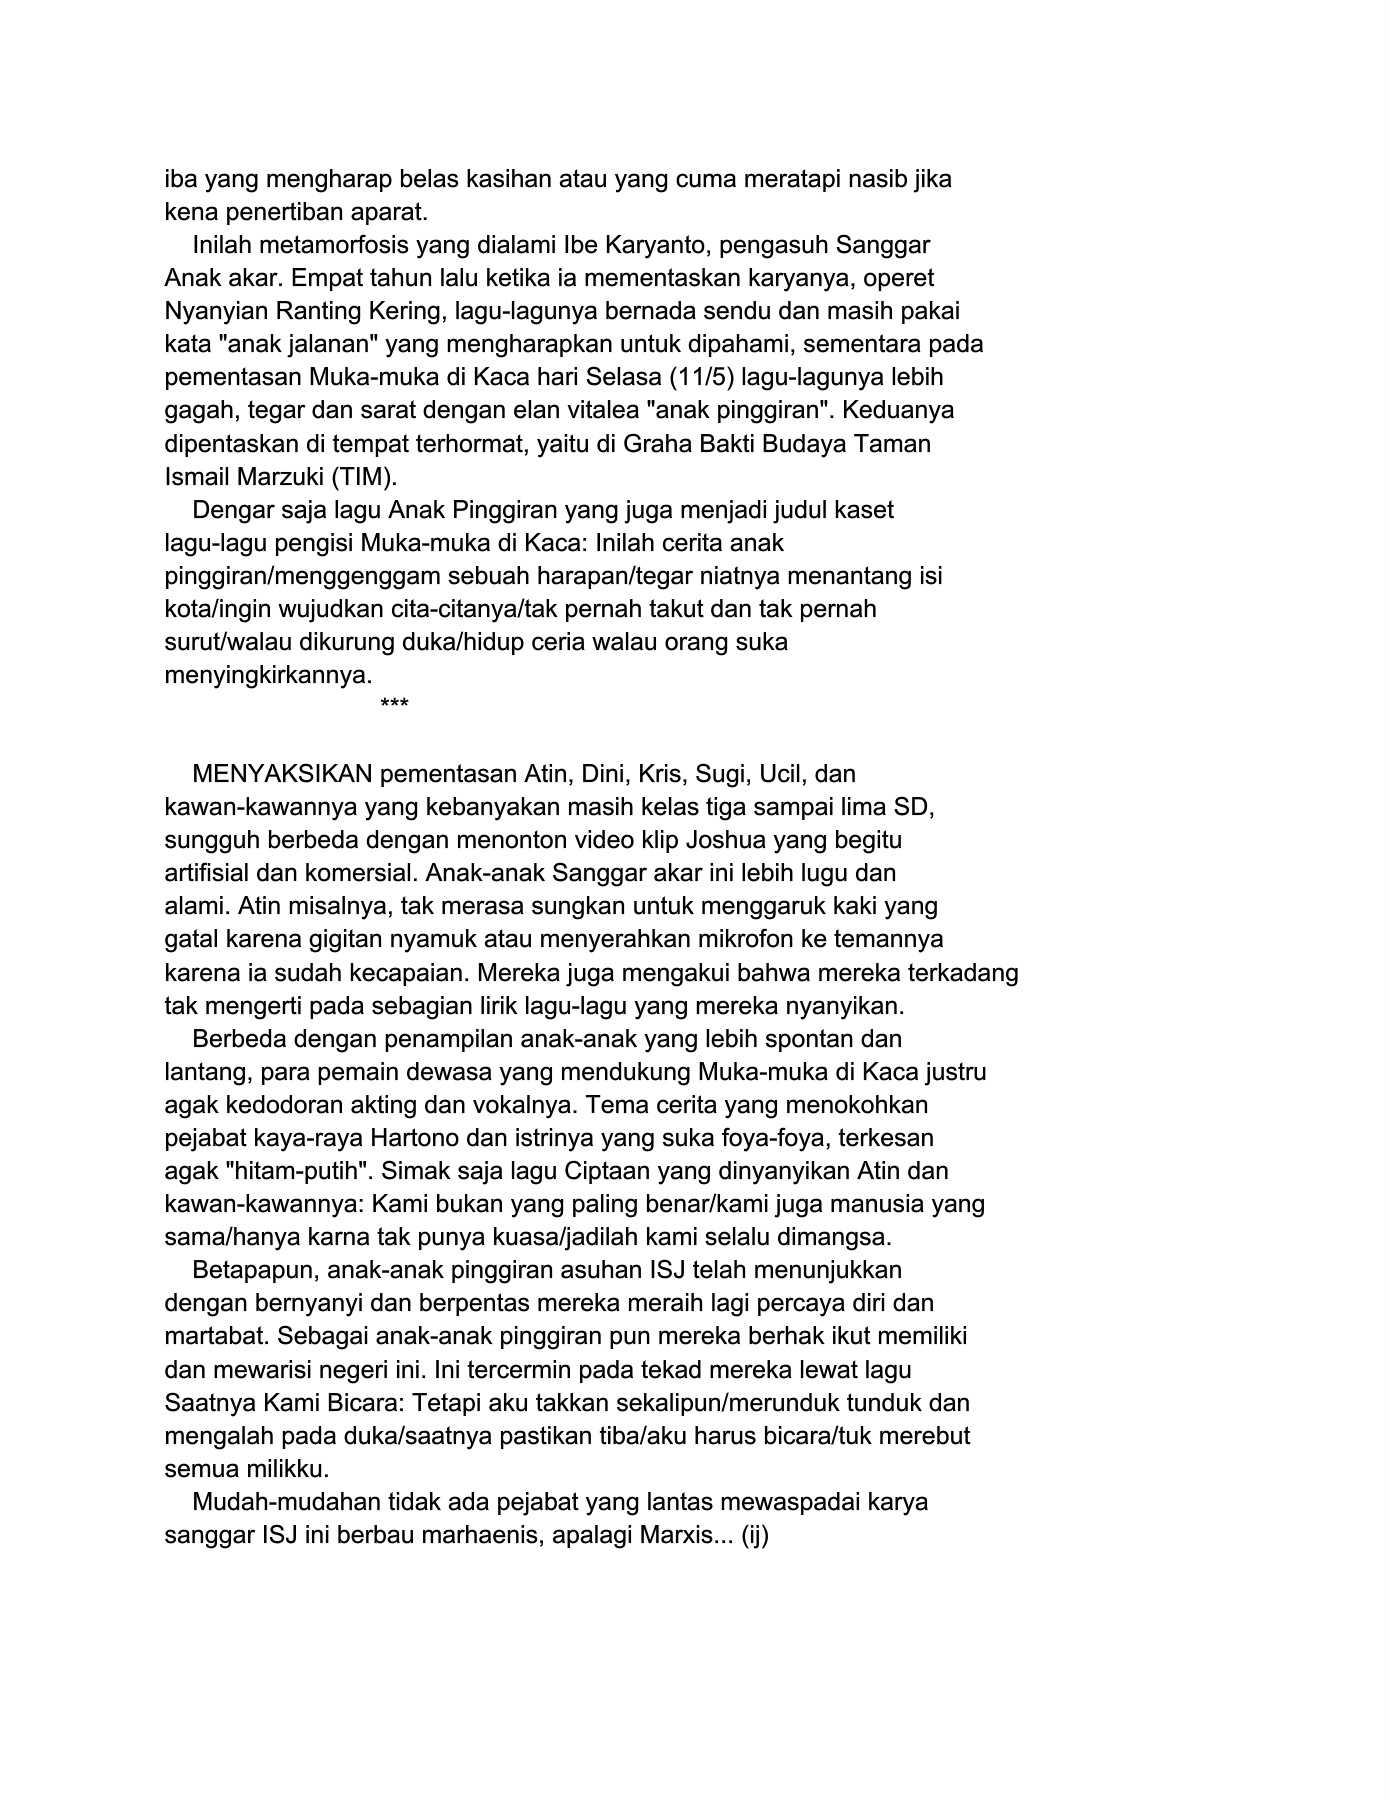 iba yang mengharap belas kasihan atau yang cuma meratapi nasib jika
kena penertiban aparat.
Inilah metamorfosis yang dialami Ibe Karyanto, pengasuh Sanggar
Anak akar. Empat tahun lalu ketika ia mementaskan karyanya, operet
Nyanyian Ranting Kering, lagu-lagunya bernada sendu dan masih pakai
kata "anak jalanan" yang mengharapkan untuk dipahami, sementara pada
pementasan Muka-muka di Kaca hari Selasa (11/5) lagu-lagunya lebih
gagah, tegar dan sarat dengan elan vitalea "anak pinggiran". Keduanya
dipentaskan di tempat terhormat, yaitu di Graha Bakti Budaya Taman
Ismail Marzuki (TIM).
Dengar saja lagu Anak Pinggiran yang juga menjadi judul kaset
lagu-lagu pengisi Muka-muka di Kaca: Inilah cerita anak
pinggiran/menggenggam sebuah harapan/tegar niatnya menantang isi
kota/ingin wujudkan cita-citanya/tak pernah takut dan tak pernah
surut/walau dikurung duka/hidup ceria walau orang suka
menyingkirkannya.
***
MENYAKSIKAN pementasan Atin, Dini, Kris, Sugi, Ucil, dan
kawan-kawannya yang kebanyakan masih kelas tiga sampai lima SD,
sungguh berbeda dengan menonton video klip Joshua yang begitu
artifisial dan komersial. Anak-anak Sanggar akar ini lebih lugu dan
alami. Atin misalnya, tak merasa sungkan untuk menggaruk kaki yang
gatal karena gigitan nyamuk atau menyerahkan mikrofon ke temannya
karena ia sudah kecapaian. Mereka juga mengakui bahwa mereka terkadang
tak mengerti pada sebagian lirik lagu-lagu yang mereka nyanyikan.
Berbeda dengan penampilan anak-anak yang lebih spontan dan
lantang, para pemain dewasa yang mendukung Muka-muka di Kaca justru
agak kedodoran akting dan vokalnya. Tema cerita yang menokohkan
pejabat kaya-raya Hartono dan istrinya yang suka foya-foya, terkesan
agak "hitam-putih". Simak saja lagu Ciptaan yang dinyanyikan Atin dan
kawan-kawannya: Kami bukan yang paling benar/kami juga manusia yang
sama/hanya karna tak punya kuasa/jadilah kami selalu dimangsa.
Betapapun, anak-anak pinggiran asuhan ISJ telah menunjukkan
dengan bernyanyi dan berpentas mereka meraih lagi percaya diri dan
martabat. Sebagai anak-anak pinggiran pun mereka berhak ikut memiliki
dan mewarisi negeri ini. Ini tercermin pada tekad mereka lewat lagu
Saatnya Kami Bicara: Tetapi aku takkan sekalipun/merunduk tunduk dan
mengalah pada duka/saatnya pastikan tiba/aku harus bicara/tuk merebut
semua milikku.
Mudah-mudahan tidak ada pejabat yang lantas mewaspadai karya
sanggar ISJ ini berbau marhaenis, apalagi Marxis... (ij)